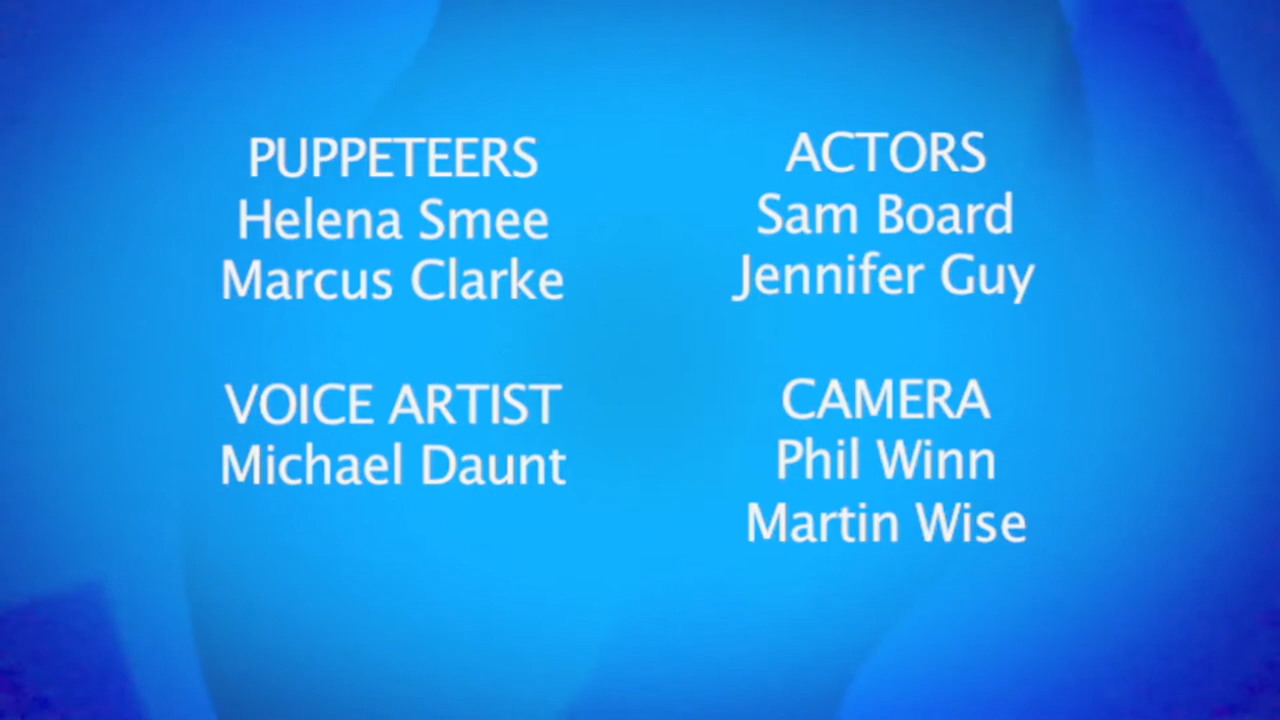 PUPPETEERS
Helena Smee
Marcus Clarke
VOICE ARTIST
Michael Daunt
ACTORS
Sam Board
Jennifer Guy
CAMERA
Phil Winn
Martin Wise